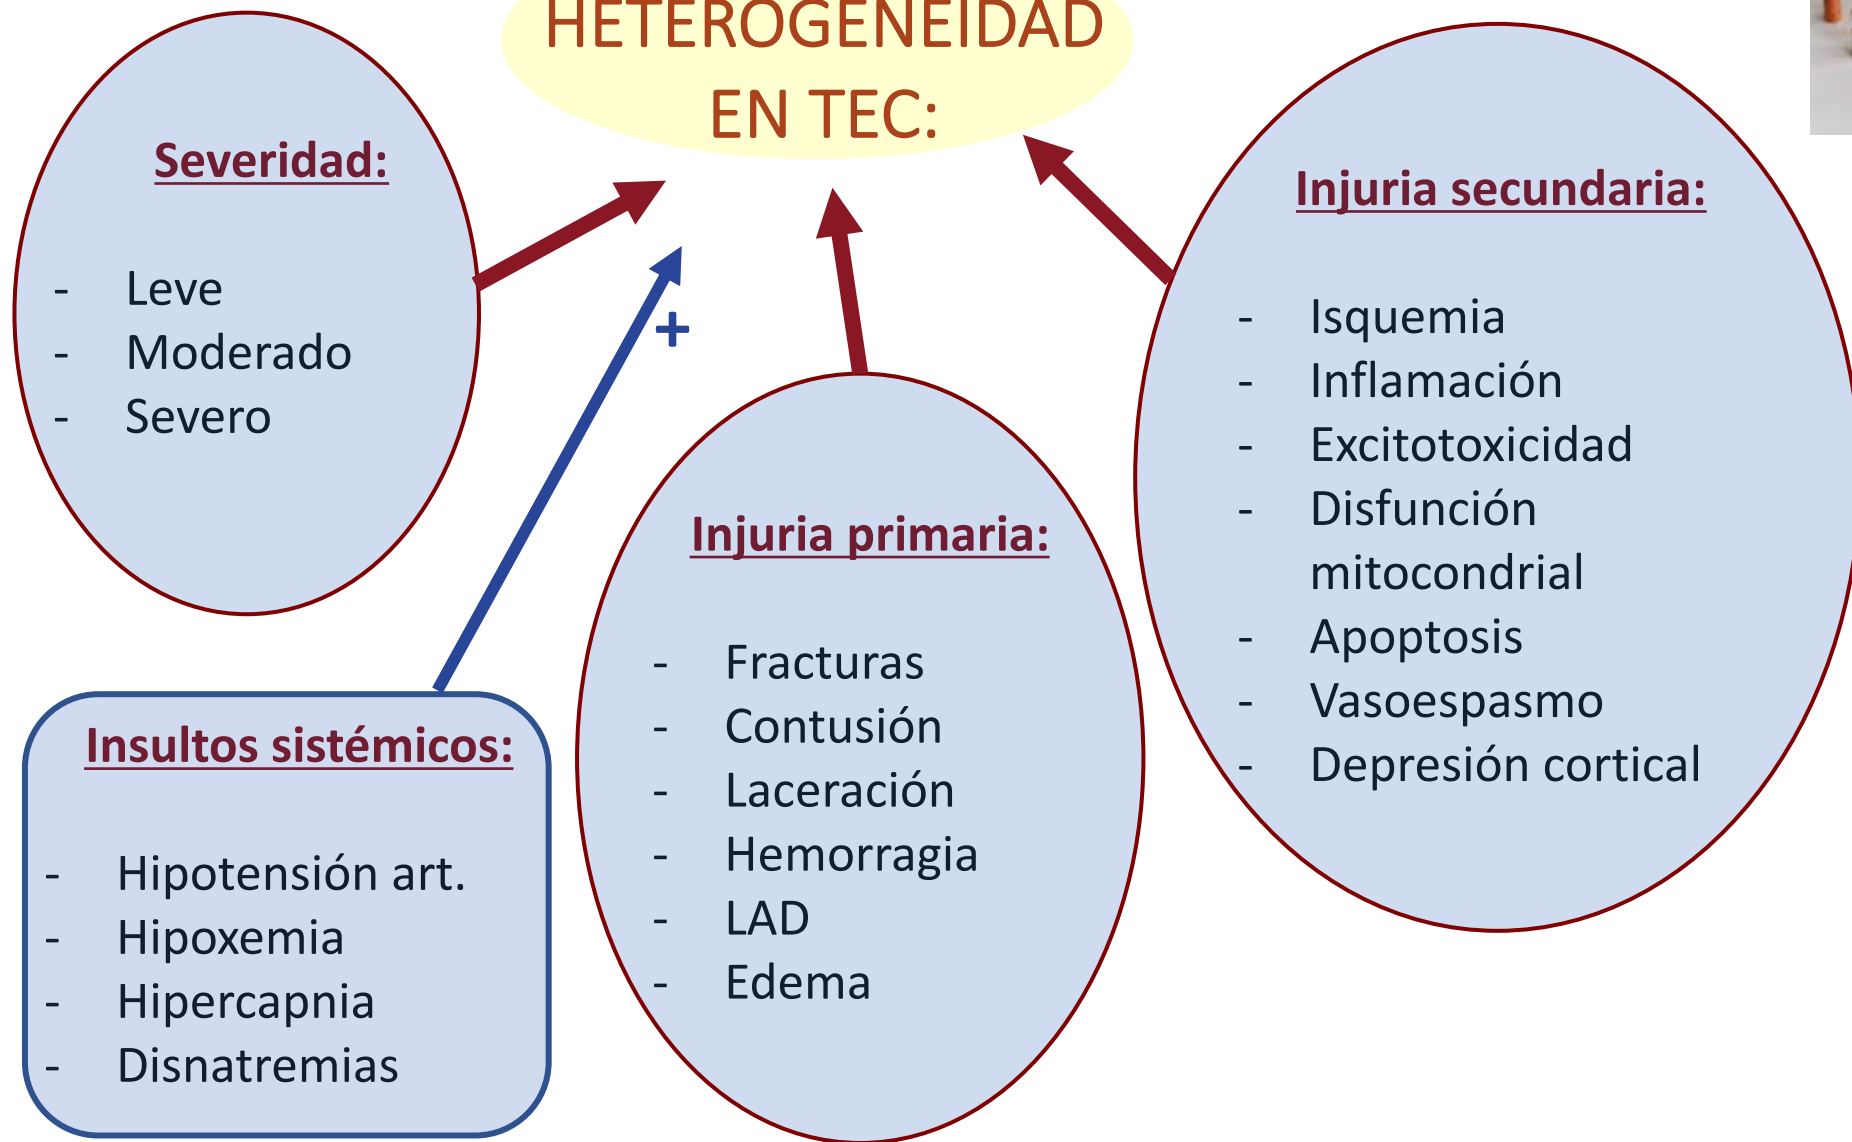 HETEROGENEIDAD
EN TEC:
Severidad:
- Leve
- Moderado
- Severo
+
Insultos sistémicos:
- Hipotensión art.
- Hipoxemia
- Hipercapnia
- Disnatremias
Injuria primaria:
- Fracturas
- Contusión
- Laceración
- Hemorragia
- LAD
- Edema
Injuria secundaria:
- Isquemia
- Inflamación
- Excitotoxicidad
- Disfunción
mitocondrial
- Apoptosis
- Vasoespasmo
- Depresión cortical